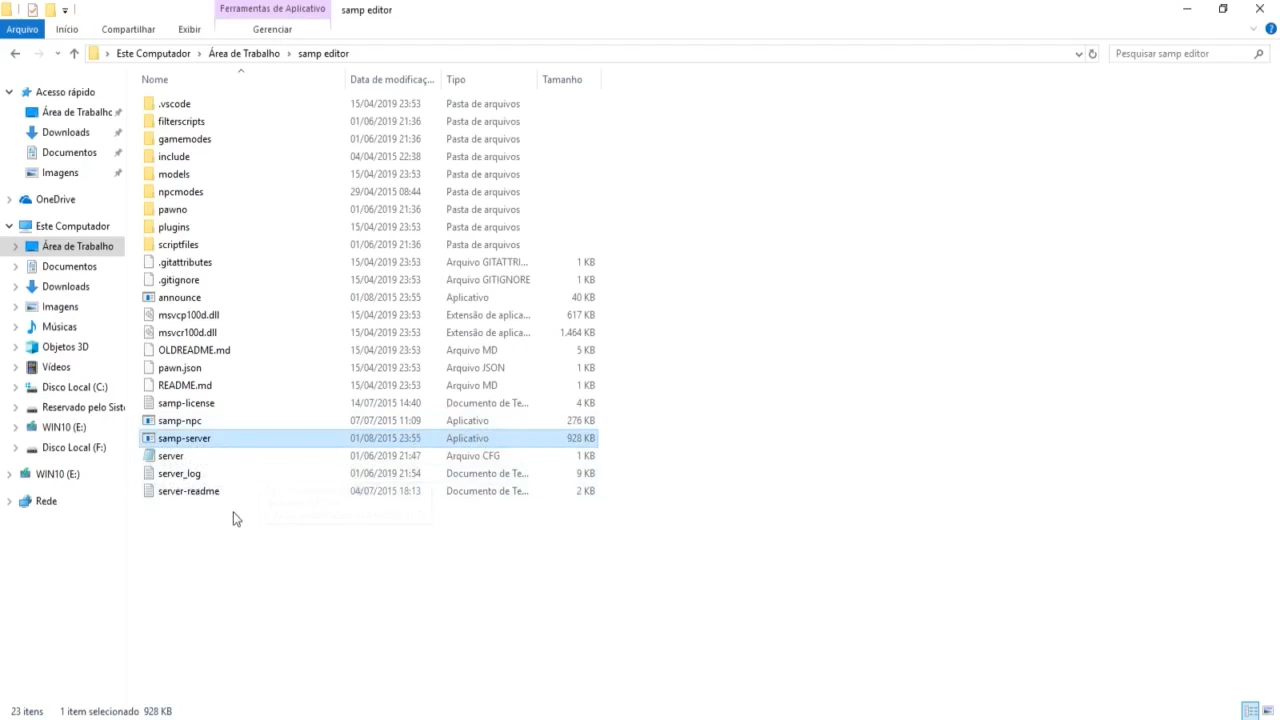 Ferramentas de Aplicativo
samp editor
Arquivo
Início
Compartilhar
Exibir
Gerenciar
Este Computador
Área de Trabalho
samp editor
Pesquisar samp editor
Nome
Data de modificaç...
Tipo
Tamanho
Acesso rápido
Área de Trabalhc
Downloads
Documentos
Imagens
OneDrive
Este Computador
Área de Trabalho
Documentos
Downloads
Imagens
Músicas
Objetos 3D
Vídeos
Disco Local (C:)
Reservado pelo Siste
WIN10 (E:)
Disco Local (F:)
WIN10 (E:)
Rede
.vscode 15/04/2019 23:53 Pasta de arquivos
filterscripts 01/06/2019 21:36 Pasta de arquivos
gamemodes 01/06/2019 21:36 Pasta de arquivos
include 04/04/2015 22:38 Pasta de arquivos
models 15/04/2019 23:53 Pasta de arquivos
npcmodes 29/04/2015 08:44 Pasta de arquivos
pawno 01/06/2019 21:36 Pasta de arquivos
plugins 15/04/2019 23:53 Pasta de arquivos
scriptfiles 01/06/2019 21:36 Pasta de arquivos
.gitattributes 15/04/2019 23:53 Arquivo GITATTRI... 1 KB
.gitignore 15/04/2019 23:53 Arquivo GITIGNORE 1 KB
announce 01/08/2015 23:55 Aplicativo 40 KB
msvcp100d.dll 15/04/2019 23:53 Extensão de aplica... 617 KB
msvcr100d.dll 15/04/2019 23:53 Extensão de aplica... 1.464 KB
OLDREADME.md 15/04/2019 23:53 Arquivo MD 5 KB
pawn.json 15/04/2019 23:53 Arquivo JSON 1 KB
README.md 15/04/2019 23:53 Arquivo MD 1 KB
samp-license 14/07/2015 14:40 Documento de Te... 4 KB
samp-npc 07/07/2015 11:09 Aplicativo 276 KB
samp-server 01/08/2015 23:55 Aplicativo 928 KB
server 01/06/2019 21:47 Arquivo CFG 1 KB
server_log 01/06/2019 21:54 Documento de Te... 9 KB
server-readme 04/07/2015 18:13 Documento de Te... 2 KB
23 itens 1 item selecionado 928 KB